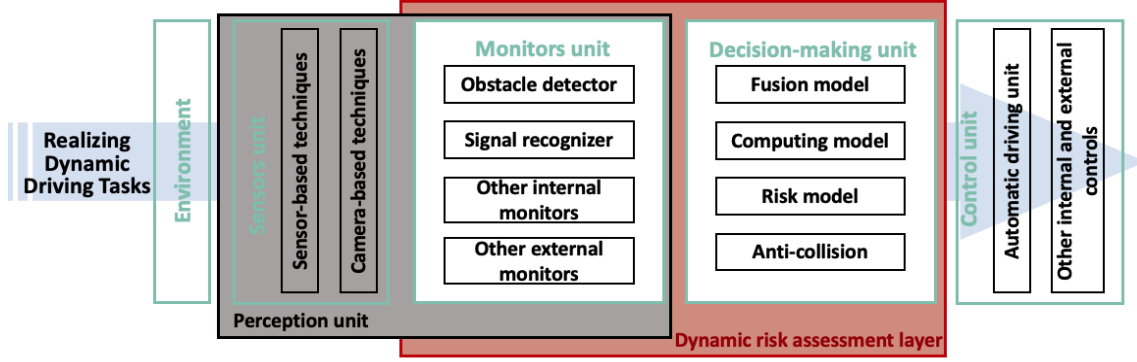 Realizing
Dynamic
Driving Tasks
Environment
Sensors unit
Sensor-based techniques
Camera-based techniques
Perception unit
Monitors unit
Obstacle detector
Signal recognizer
Other internal
monitors
Other external
monitors
Decision-making unit
Fusion model
Computing model
Risk model
Anti-collision
Dynamic risk assessment layer
Control unit
Automatic driving unit
Other internal and external
controls